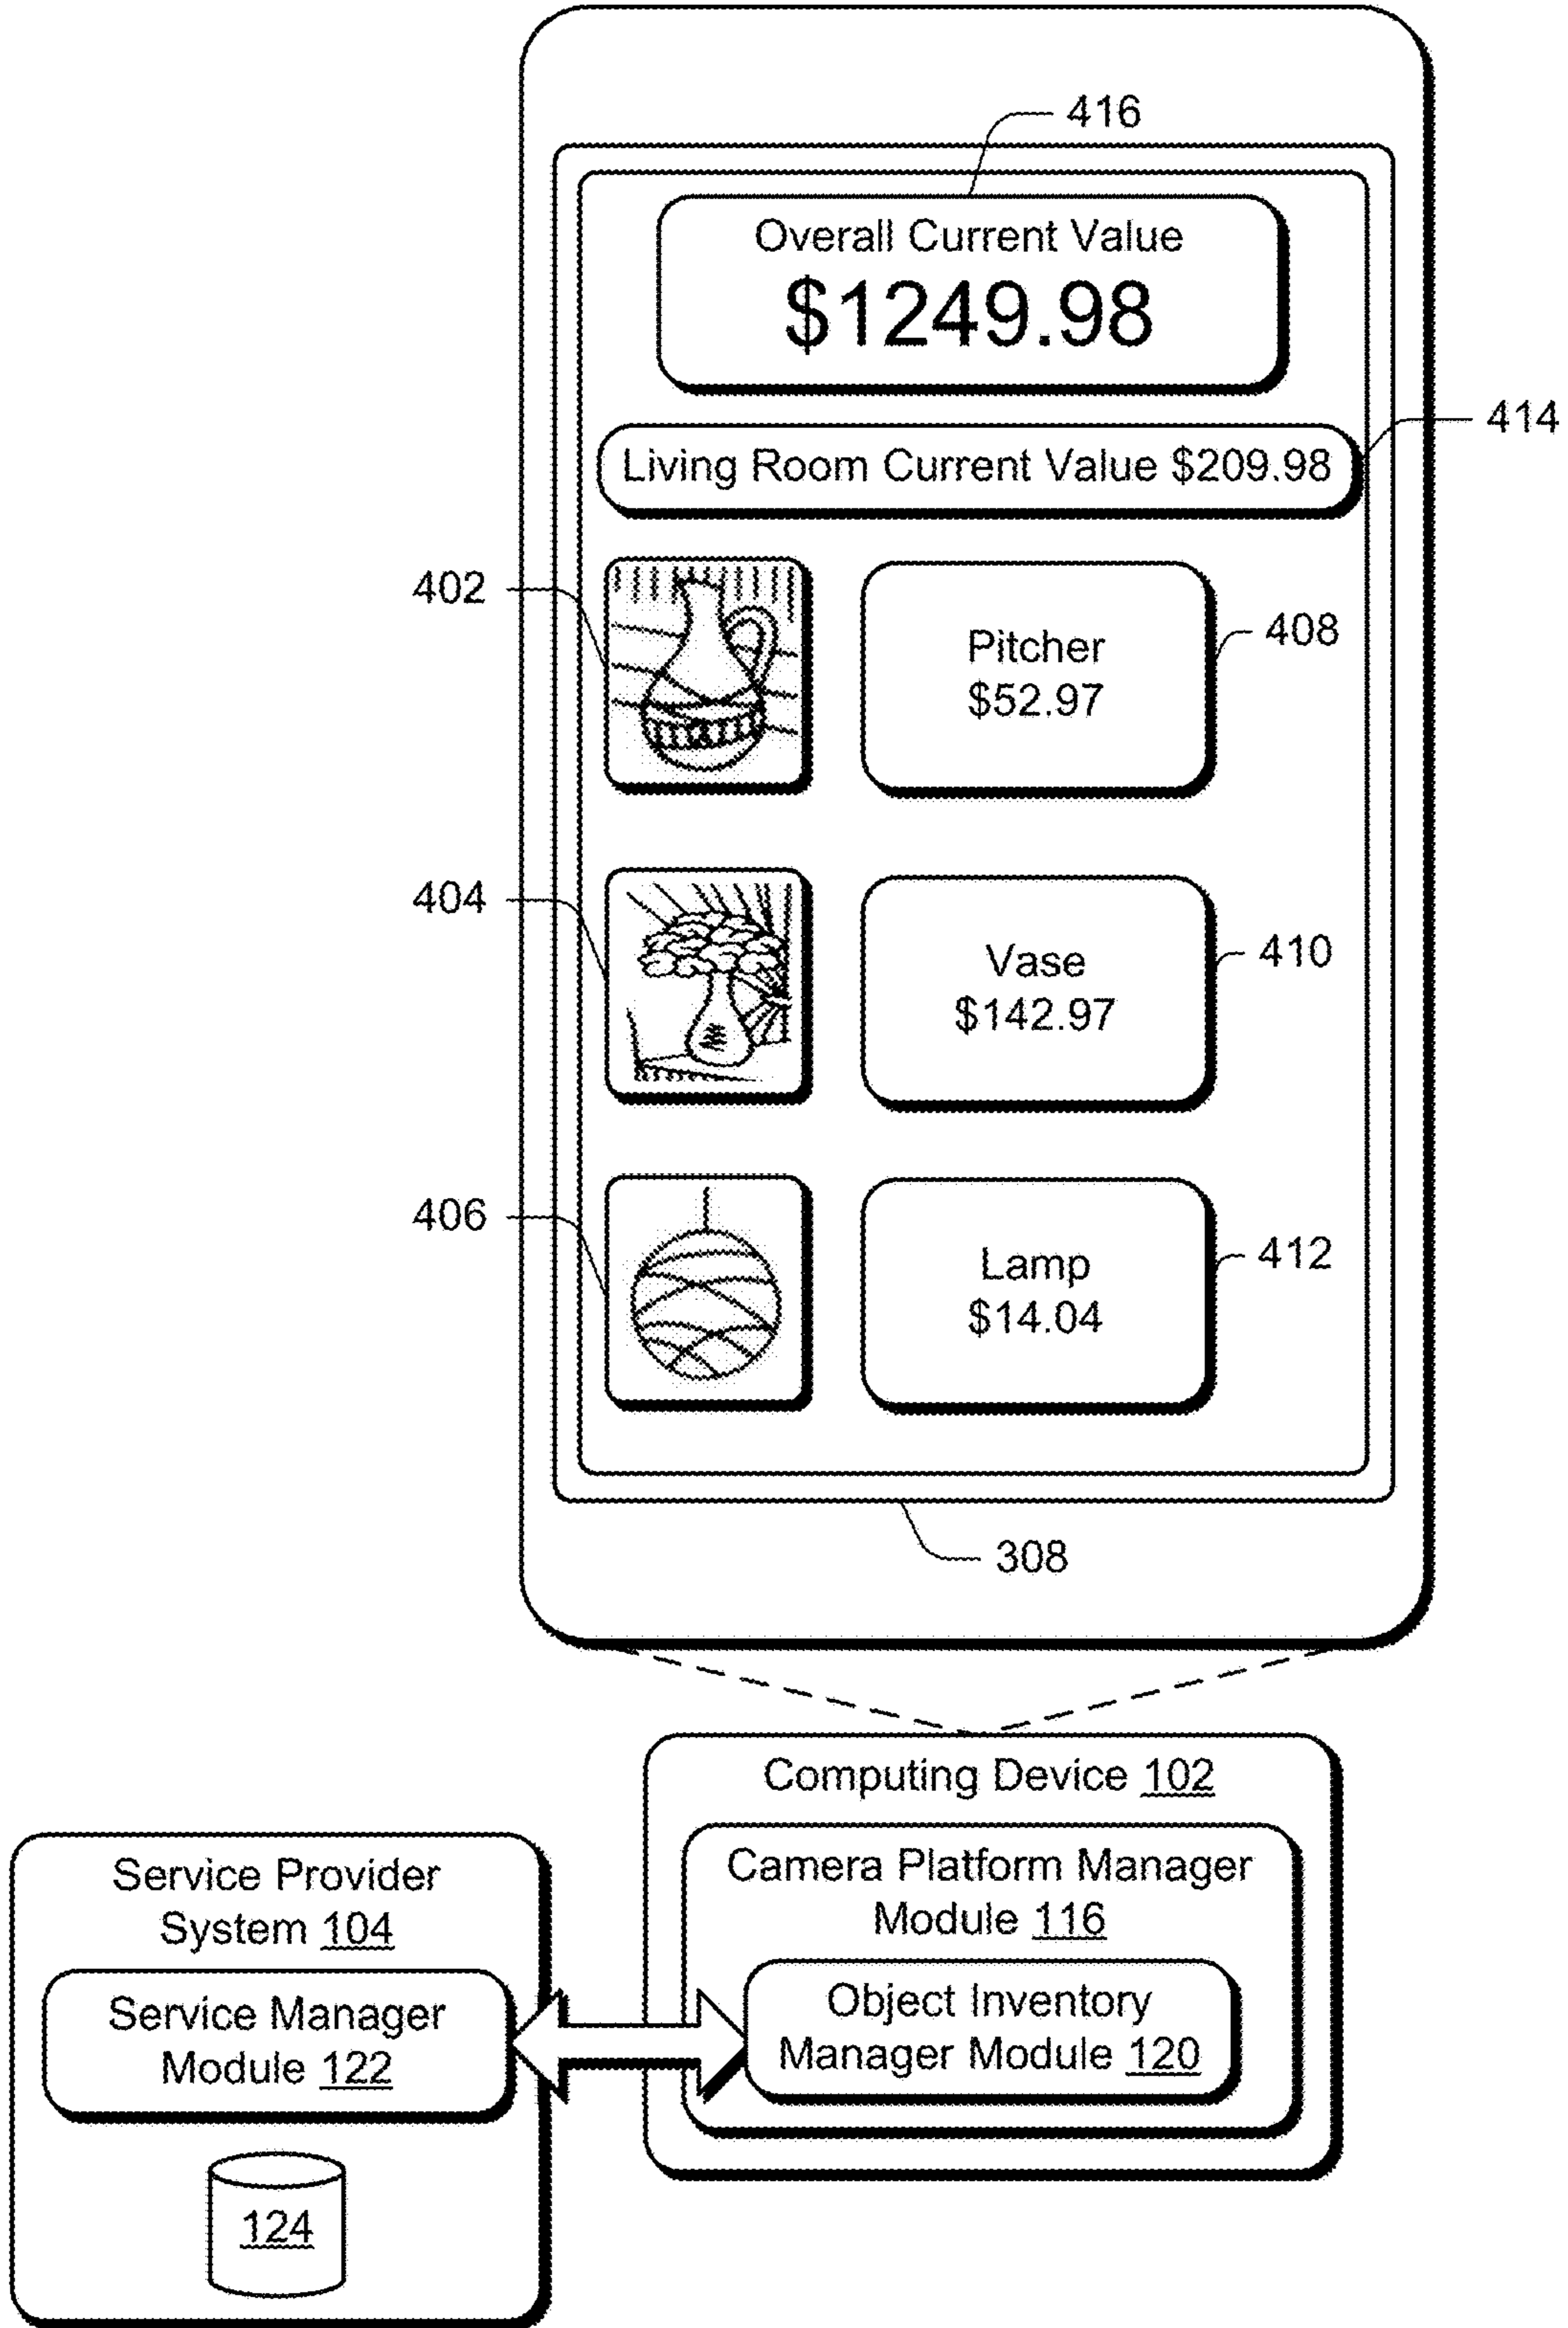 416
Overall Current Value
$1249.98
414
Living Room Current Value $209.98
402
Pitcher
$52.97
408
404
Vase
$142.97
410
406
Lamp
$14.04
412
308
Computing Device 102
Camera Platform Manager
Module 116
Object Inventory
Manager Module 120
Service Provider
System 104
Service Manager
Module 122
124